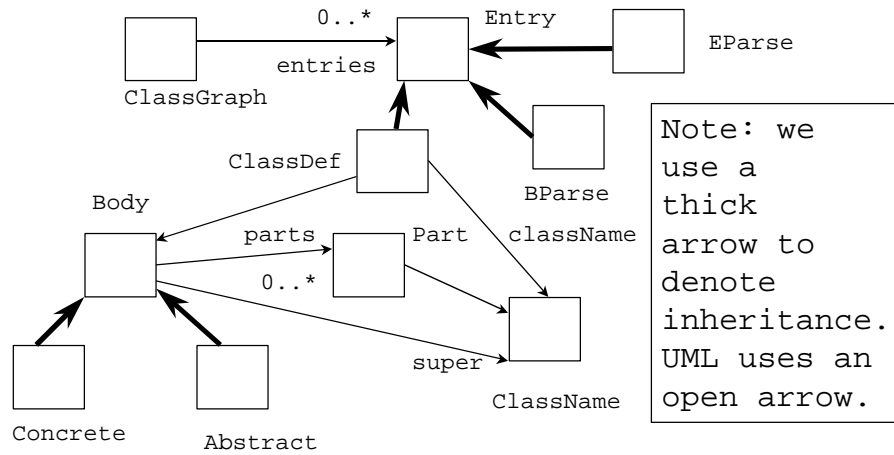 0..*
Entry
EParse
entries
ClassGraph
ClassDef
BParse
Body
parts
Part
className
0..*
super
ClassName
Concrete
Abstract
Note: we
use a
thick
arrow to
denote
inheritance.
UML uses an
open arrow.